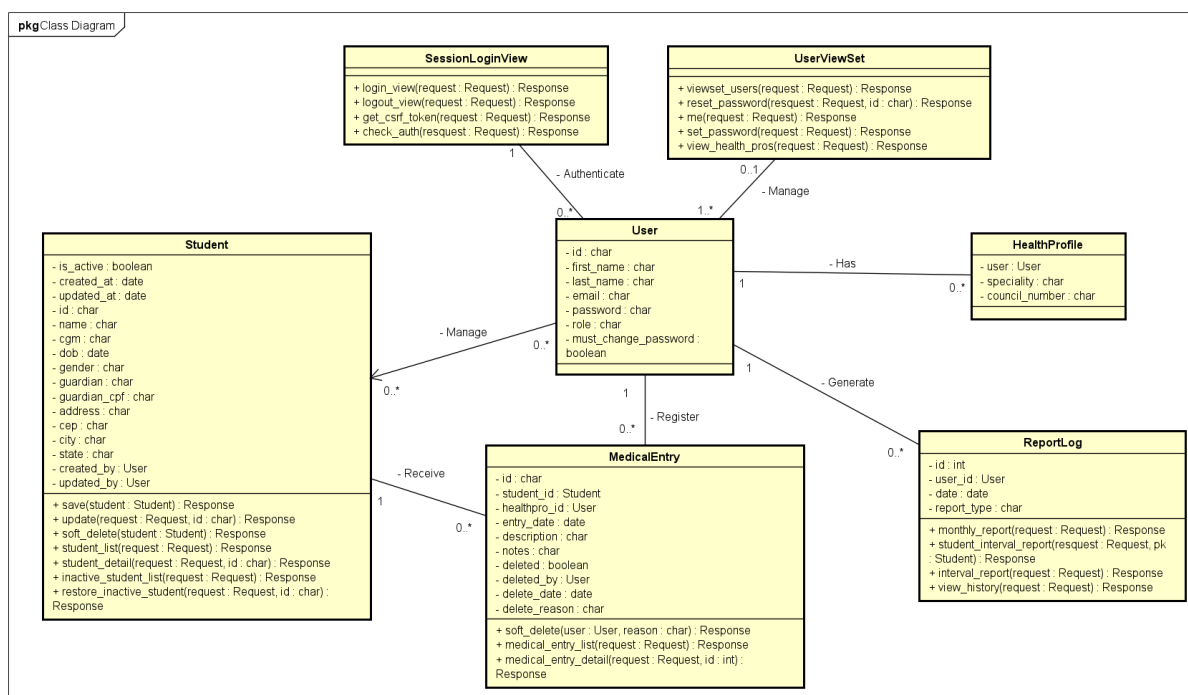 pkg Class Diagram
SessionLoginView
+ login_view(request : Request) : Response
+ logout_view(request : Request) : Response
+ get_csrf_token(request : Request) : Response
+ check_auth(resquest : Request) : Response
UserViewSet
+ viewset_users(request : Request) : Response
+ reset_password(resquest : Request, id : char) : Response
+ me(request : Request) : Response
+ set_password(request : Request) : Response
+ view_health_pros(request : Request) : Response
1
- Authenticate
0..*
0..1
- Manage
1..*
User
- id : char
- first_name : char
- last_name : char
- email : char
- password : char
- role : char
- must_change_password :
boolean
HealthProfile
- user : User
- speciality : char
- council_number : char
- Has
1
0..*
Student
- is_active : boolean
- created_at : date
- updated_at : date
- id : char
- name : char
- cgm : char
- dob : date
- gender : char
- guardian : char
- guardian_cpf : char
- address : char
- cep : char
- city : char
- state : char
- created_by : User
- updated_by : User
+ save(student : Student) : Response
+ update(request : Request, id : char) : Response
+ soft_delete(student : Student) : Response
+ student_list(request : Request) : Response
+ student_detail(request : Request, id : char) : Response
+ inactive_student_list(request : Request) : Response
+ restore_inactive_student(request : Request, id : char) :
Response
- Manage
0..*
0..*
1
- Register
0..*
1
- Generate
0..*
- Receive
1
0..*
MedicalEntry
- id : char
- student_id : Student
- healthpro_id : User
- entry_date : date
- description : char
- notes : char
- deleted : boolean
- deleted_by : User
- delete_date : date
- delete_reason : char
+ soft_delete(user : User, reason : char) : Response
+ medical_entry_list(request : Request) : Response
+ medical_entry_detail(request : Request, id : int) :
Response
ReportLog
- id : int
- user_id : User
- date : date
- report_type : char
+ monthly_report(request : Request) : Response
+ student_interval_report(resquest : Request, pk
: Student) : Response
+ interval_report(request : Request) : Response
+ view_history(request : Request) : Response